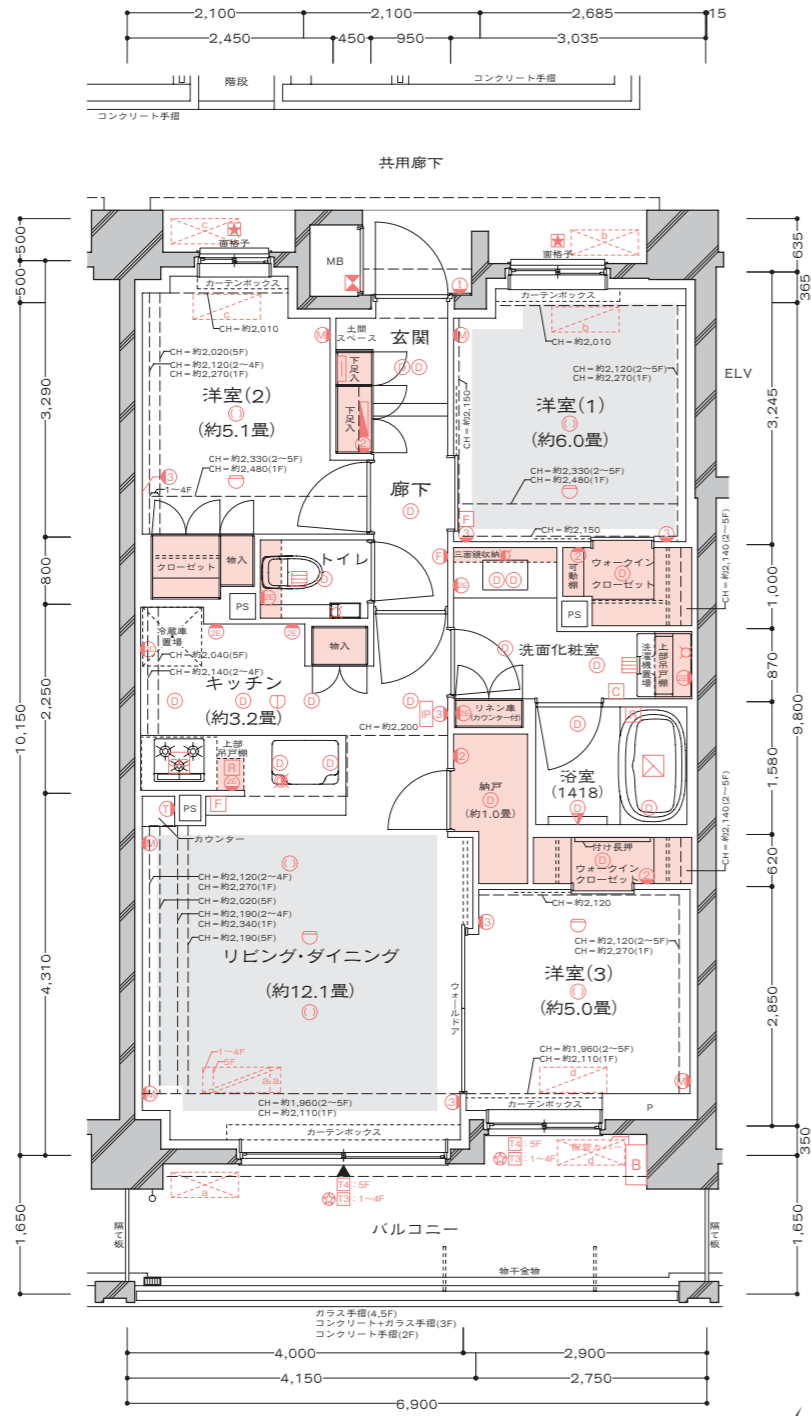 2,100
2,100
2,685
15
2,450
450
950
3,035
階段
コンクリート手摺
コンクリート手摺
共用廊下
500
500
3,290
800
2,250
10,150
4,310
1,650
635
365
3,245
1,000
870
9,800
1,580
620
2,850
350
1,650
c
面格子
MB
面格子
b
カーテンボックス
カーテンボックス
c
CH=約2,010
土間
スペース
玄関
b
CH=約2,010
M
M
CH=約2,020(5F)
CH=約2,120(2〜4F)
CH=約2,270(1F)
下足入
D
D
CH=約2,120(2〜5F)
CH=約2,270(1F)
ELV
洋室(2)
(約5.1畳)
下足入
2
CH=約2,150
洋室(1)
(約6.0畳)
CH=約2,330(2〜5F)
CH=約2,480(1F)
3
1〜4F
廊下
D
CH=約2,330(2〜5F)
CH=約2,480(1F)
F
3
CH=約2,150
3
クローゼット
物入
トイレ
D
2E
F
三面鏡収納
2E
D
D
2
可動棚
ウォークイン
クローゼット
D
CH=約2,140(2〜5F)
PS
PS
冷蔵庫
置場
2E
2E
2E
物入
CH=約2,040(5F)
CH=約2,140(2〜4F)
キッチン
(約3.2畳)
D
D
D
D
D
洗面化粧室
D
洗濯機置場
上部吊戸棚
2E
C
IP
3
2E
リネン庫
(カウンター付)
CH=約2,200
上部
吊戸棚
R
2E
D
D
2
納戸
D
(約1.0畳)
D
浴室
(1418)
D
D
CH=約2,140(2〜5F)
T
PS
F
カウンター
M
付け長押
D
ウォークイン
クローゼット
2
CH=約2,120(2〜4F)
CH=約2,270(1F)
CH=約2,020(5F)
CH=約2,190(2〜4F)
CH=約2,340(1F)
CH=約2,190(5F)
CH=約2,120
3
CH=約2,120(2〜5F)
CH=約2,270(1F)
リビング・ダイニング
(約12.1畳)
ウォールドア
洋室(3)
(約5.0畳)
1〜4F
5F
a
a
M
CH=約1,960(2〜5F)
CH=約2,110(1F)
d
M
CH=約1,960(2〜5F)
CH=約2,110(1F)
3
カーテンボックス
P
カーテンボックス
a
T4:5F
T3:1〜4F
T4:5F
T3:1〜4F
配管カバー
d
B
隔て板
バルコニー
隔て板
物干金物
ガラス手摺(4,5F)
コンクリート+ガラス手摺(3F)
コンクリート手摺(2F)
4,000
2,900
4,150
2,750
6,900